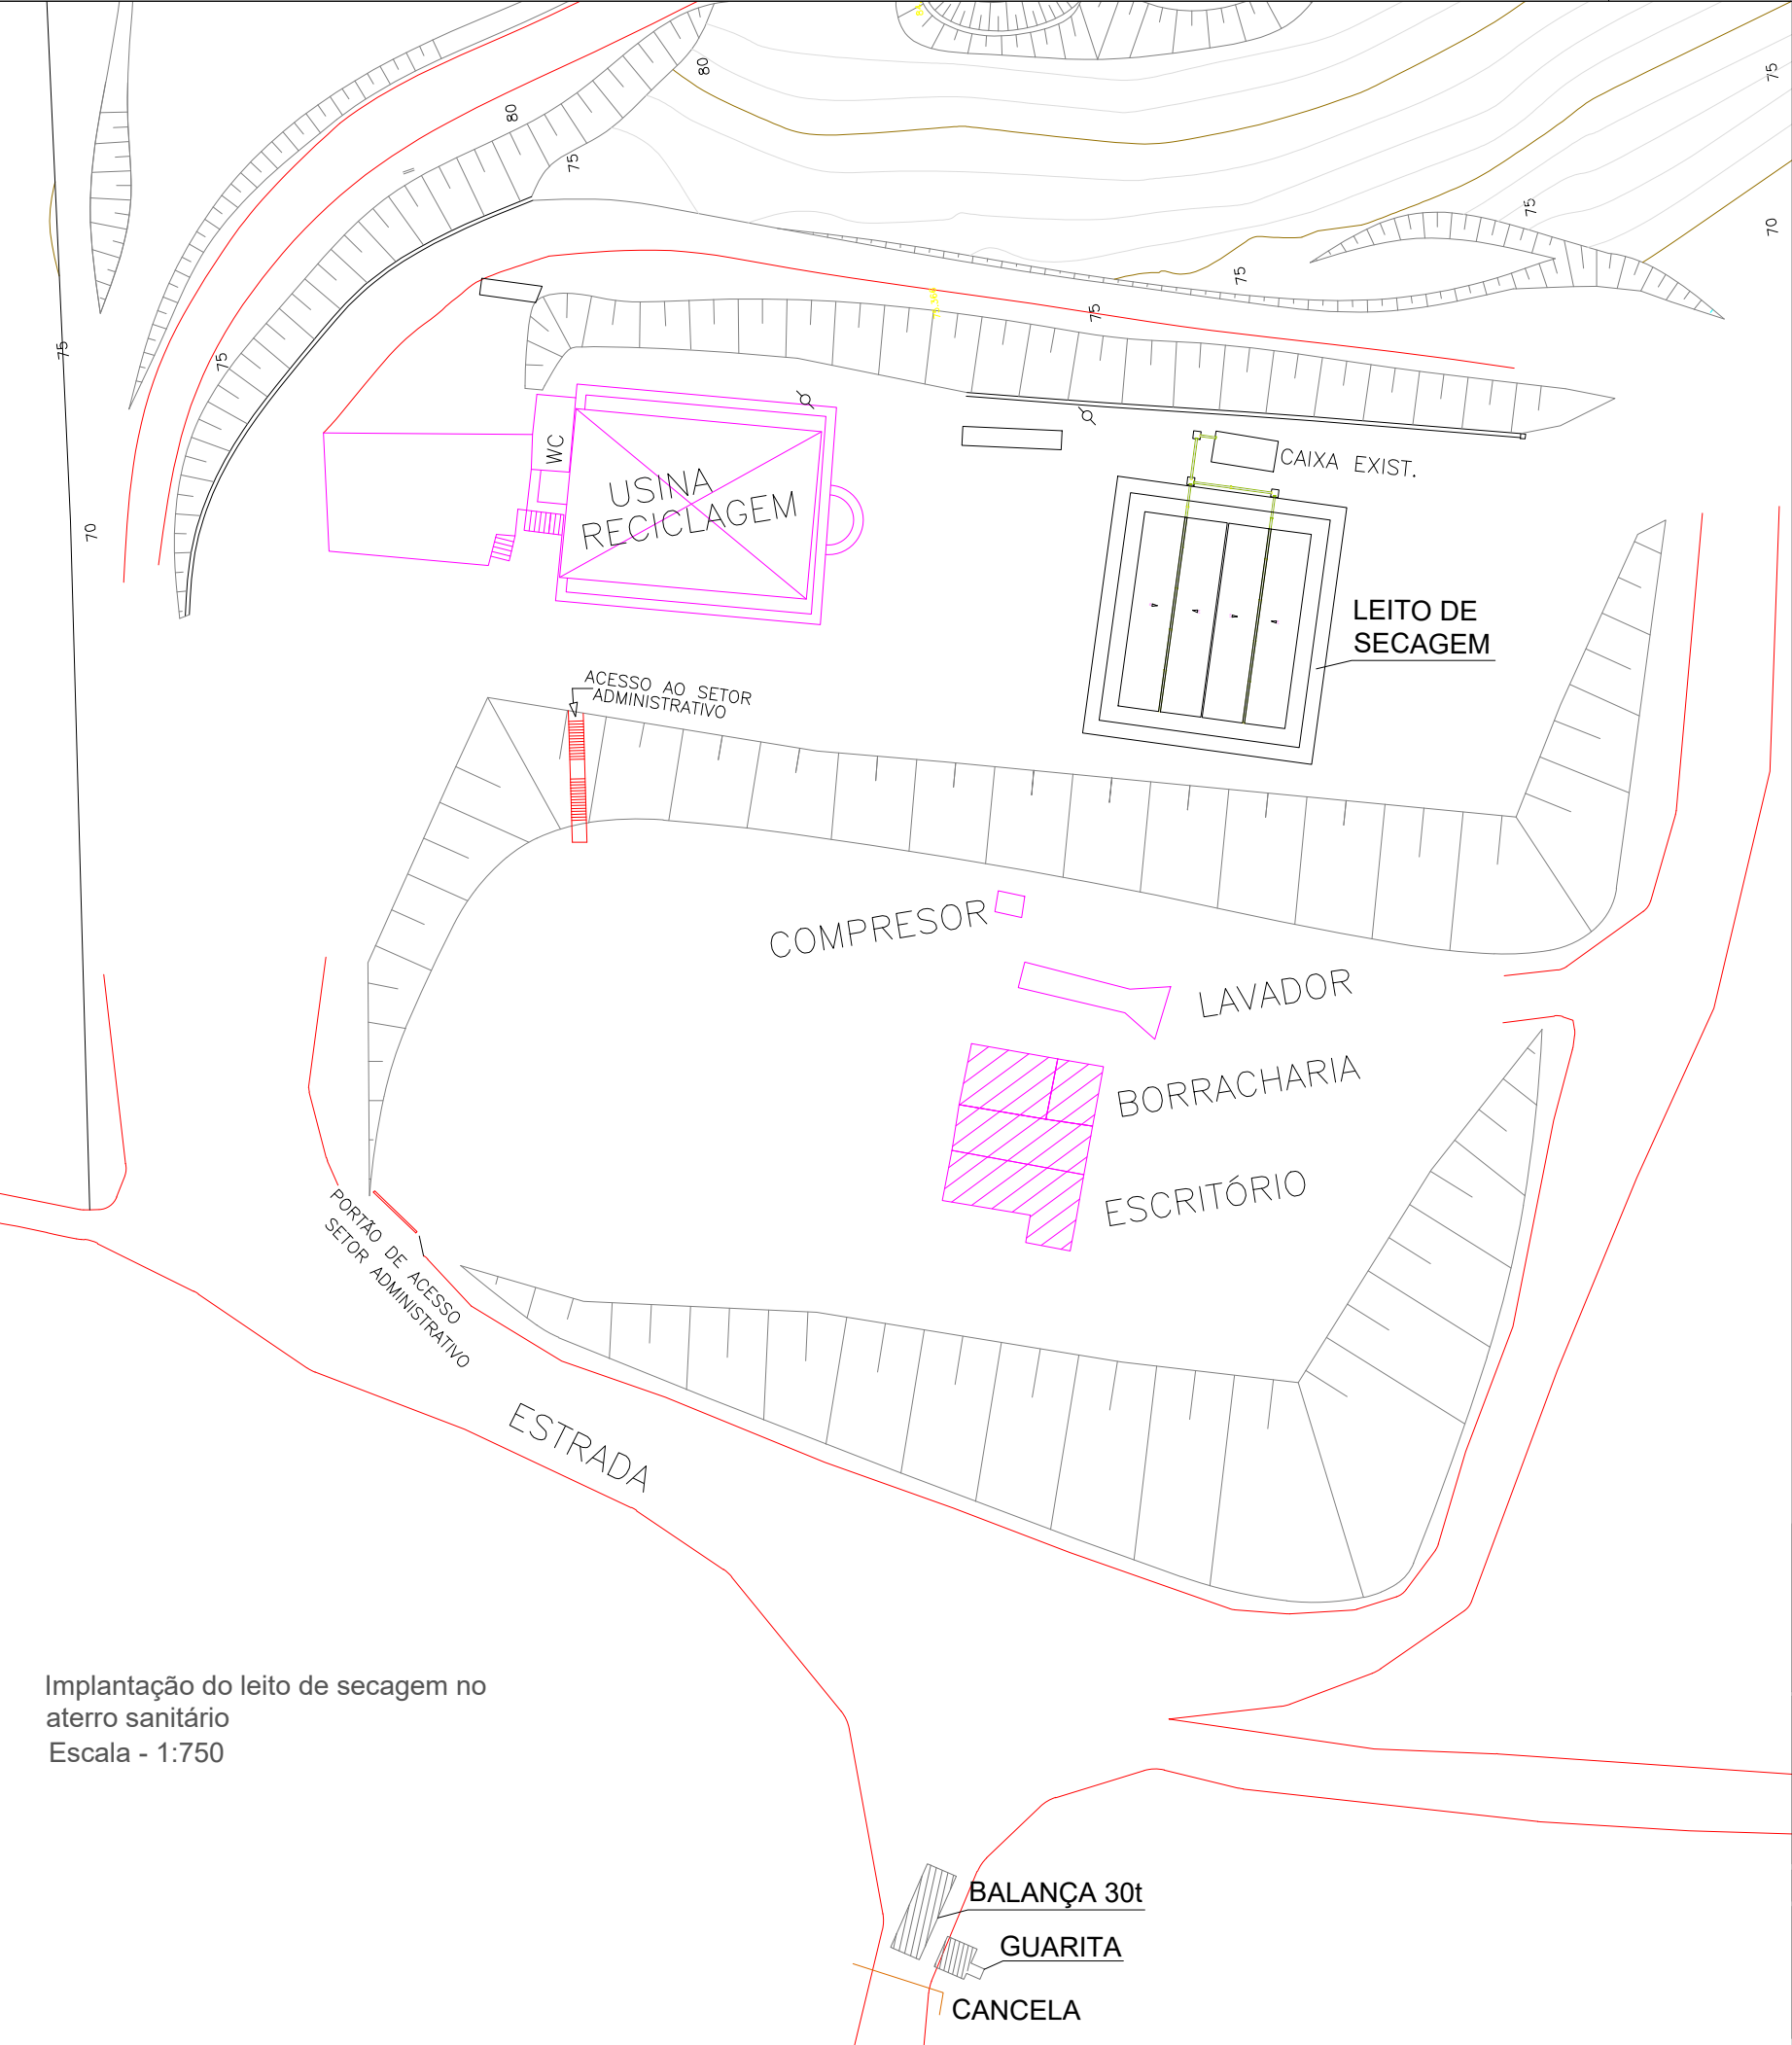 80
75
80
75
75
70
75
75
75
75
75
70
WC
USINA
RECICLAGEM
CAIXA EXIST.
LEITO DE
SECAGEM
ACESSO AO SETOR
ADMINISTRATIVO
COMPRESOR
LAVADOR
BORRACHARIA
ESCRITÓRIO
PORTÃO DE ACESSO
SETOR ADMINISTRATIVO
ESTRADA
Implantação do leito de secagem no
aterro sanitário
Escala - 1:750
BALANÇA 30t
GUARITA
CANCELA